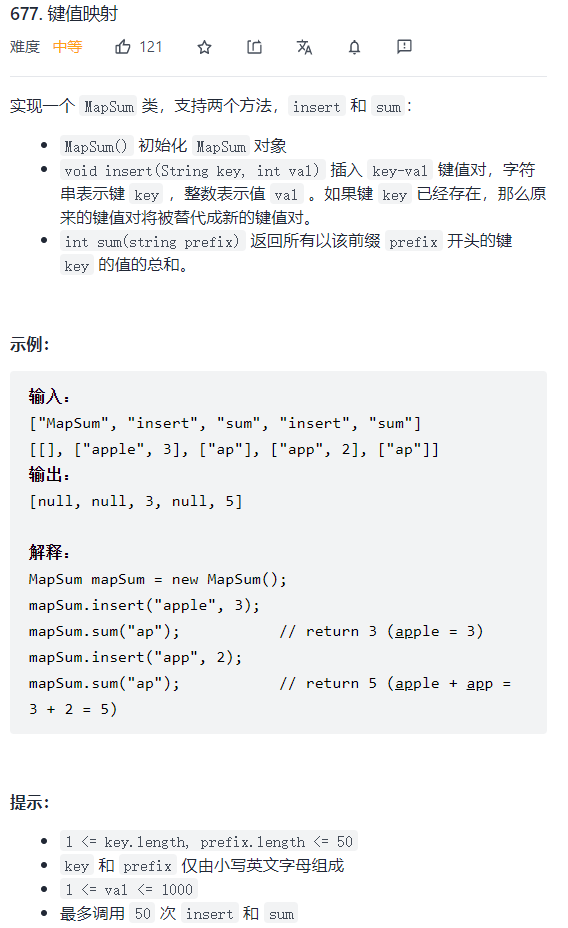 677. 键值映射
难度 中等 121
实现一个 MapSum 类，支持两个方法，insert 和 sum：
MapSum() 初始化 MapSum 对象
void insert(String key, int val) 插入 key-val 键值对，字符
串表示键 key ，整数表示值 val 。如果键 key 已经存在，那么原
来的键值对将被替代成新的键值对。
int sum(string prefix) 返回所有以该前缀 prefix 开头的键
key 的值的总和。
示例：
输入：
["MapSum", "insert", "sum", "insert", "sum"]
[[], ["apple", 3], ["ap"], ["app", 2], ["ap"]]
输出：
[null, null, 3, null, 5]
解释：
MapSum mapSum = new MapSum();
mapSum.insert("apple", 3);
mapSum.sum("ap");           // return 3 (apple = 3)
mapSum.insert("app", 2);
mapSum.sum("ap");           // return 5 (apple + app =
3 + 2 = 5)
提示：
1 <= key.length, prefix.length <= 50
key 和 prefix 仅由小写英文字母组成
1 <= val <= 1000
最多调用 50 次 insert 和 sum